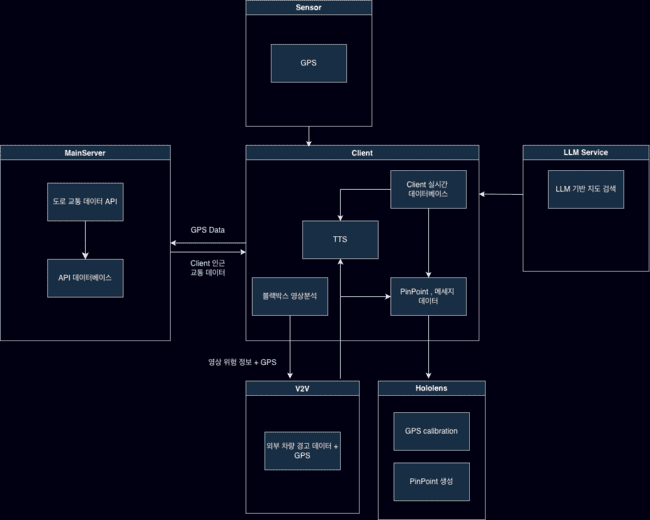 Sensor
GPS
MainServer
도로 교통 데이터 API
API 데이터베이스
GPS Data
Client 인근
교통 데이터
Client
Client 실시간
데이터베이스
TTS
블랙박스 영상분석
PinPoint , 메세지
데이터
LLM Service
LLM 기반 지도 검색
영상 위험 정보 + GPS
V2V
외부 차량 경고 데이터 +
GPS
Hololens
GPS calibration
PinPoint 생성